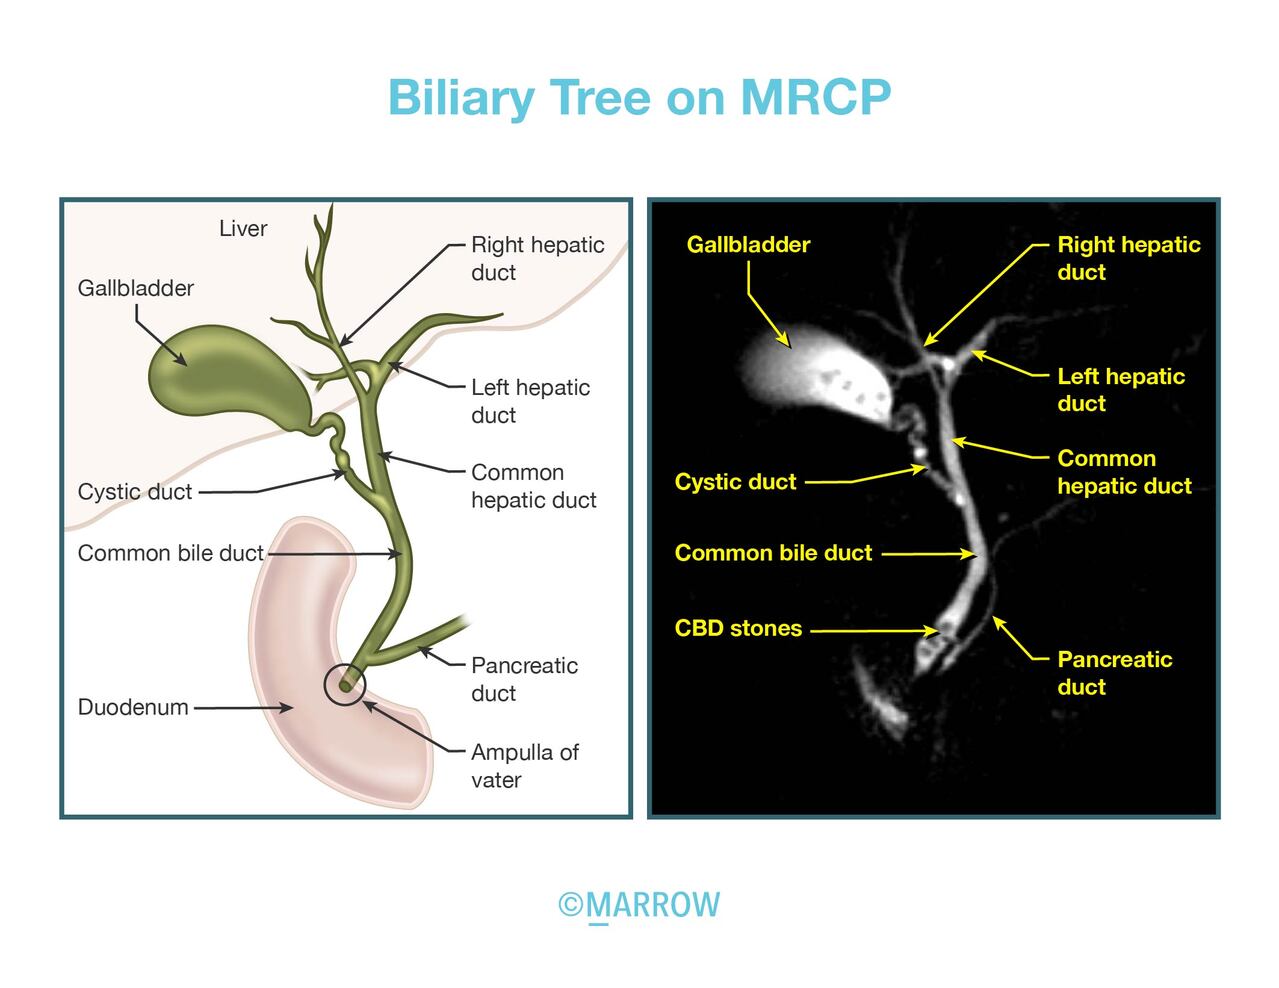 Biliary Tree on MRCP
Liver
Gallbladder
Right hepatic
duct
Left hepatic
duct
Cystic duct
Common
hepatic duct
Common bile duct
Pancreatic
duct
Duodenum
Ampulla of
vater
Gallbladder
Right hepatic
duct
Left hepatic
duct
Common
hepatic duct
Cystic duct
Common bile duct
CBD stones
Pancreatic
duct
©MARROW